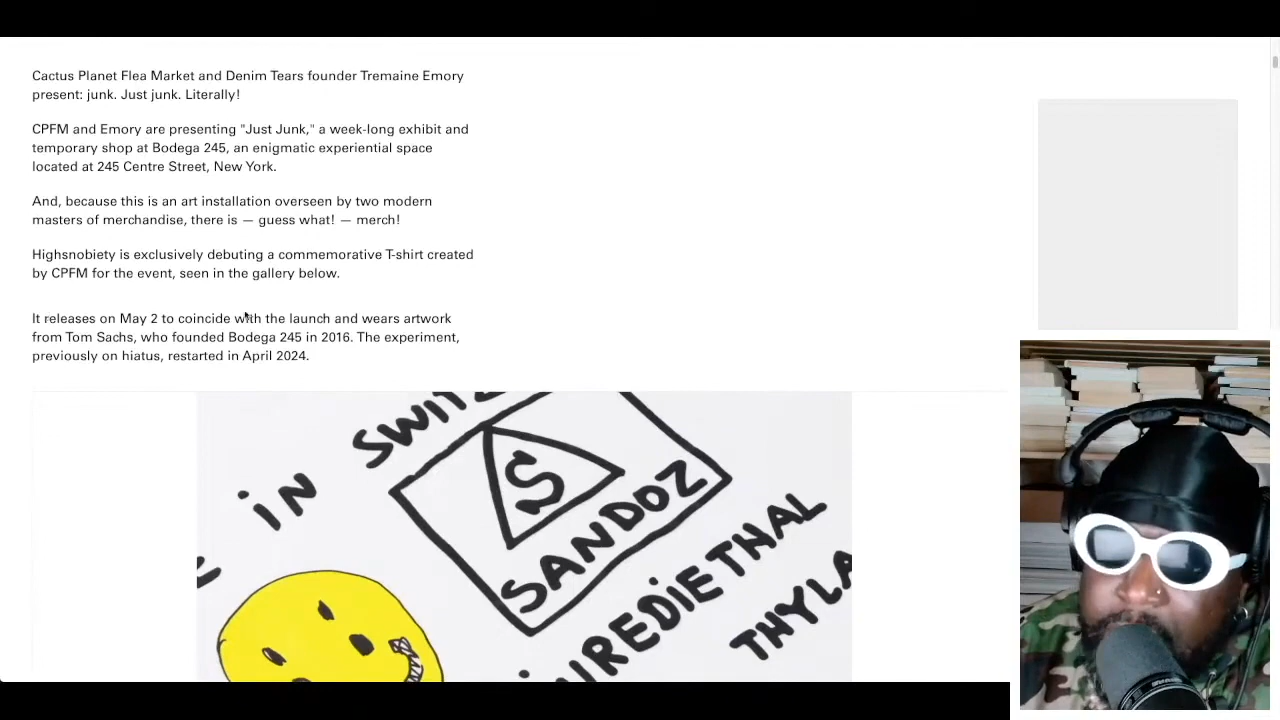 Cactus Planet Flea Market and Denim Tears founder Tremaine Emory
present: junk. Just junk. Literally!
CPFM and Emory are presenting "Just Junk," a week-long exhibit and
temporary shop at Bodega 245, an enigmatic experiential space
located at 245 Centre Street, New York.
And, because this is an art installation overseen by two modern
masters of merchandise, there is — guess what! — merch!
Highsnobiety is exclusively debuting a commemorative T-shirt created
by CPFM for the event, seen in the gallery below.
It releases on May 2 to coincide with the launch and wears artwork
from Tom Sachs, who founded Bodega 245 in 2016. The experiment,
previously on hiatus, restarted in April 2024.
iN SWITZ
S
SANDOZ
UREDiETHAL
THYLA